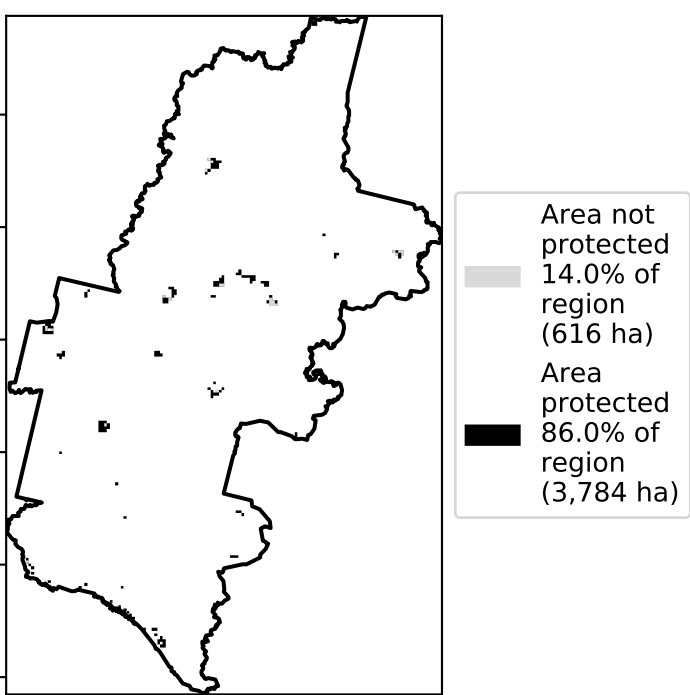 Area not
protected
14.0% of
region
(616 ha)
Area
protected
86.0% of
region
(3,784 ha)